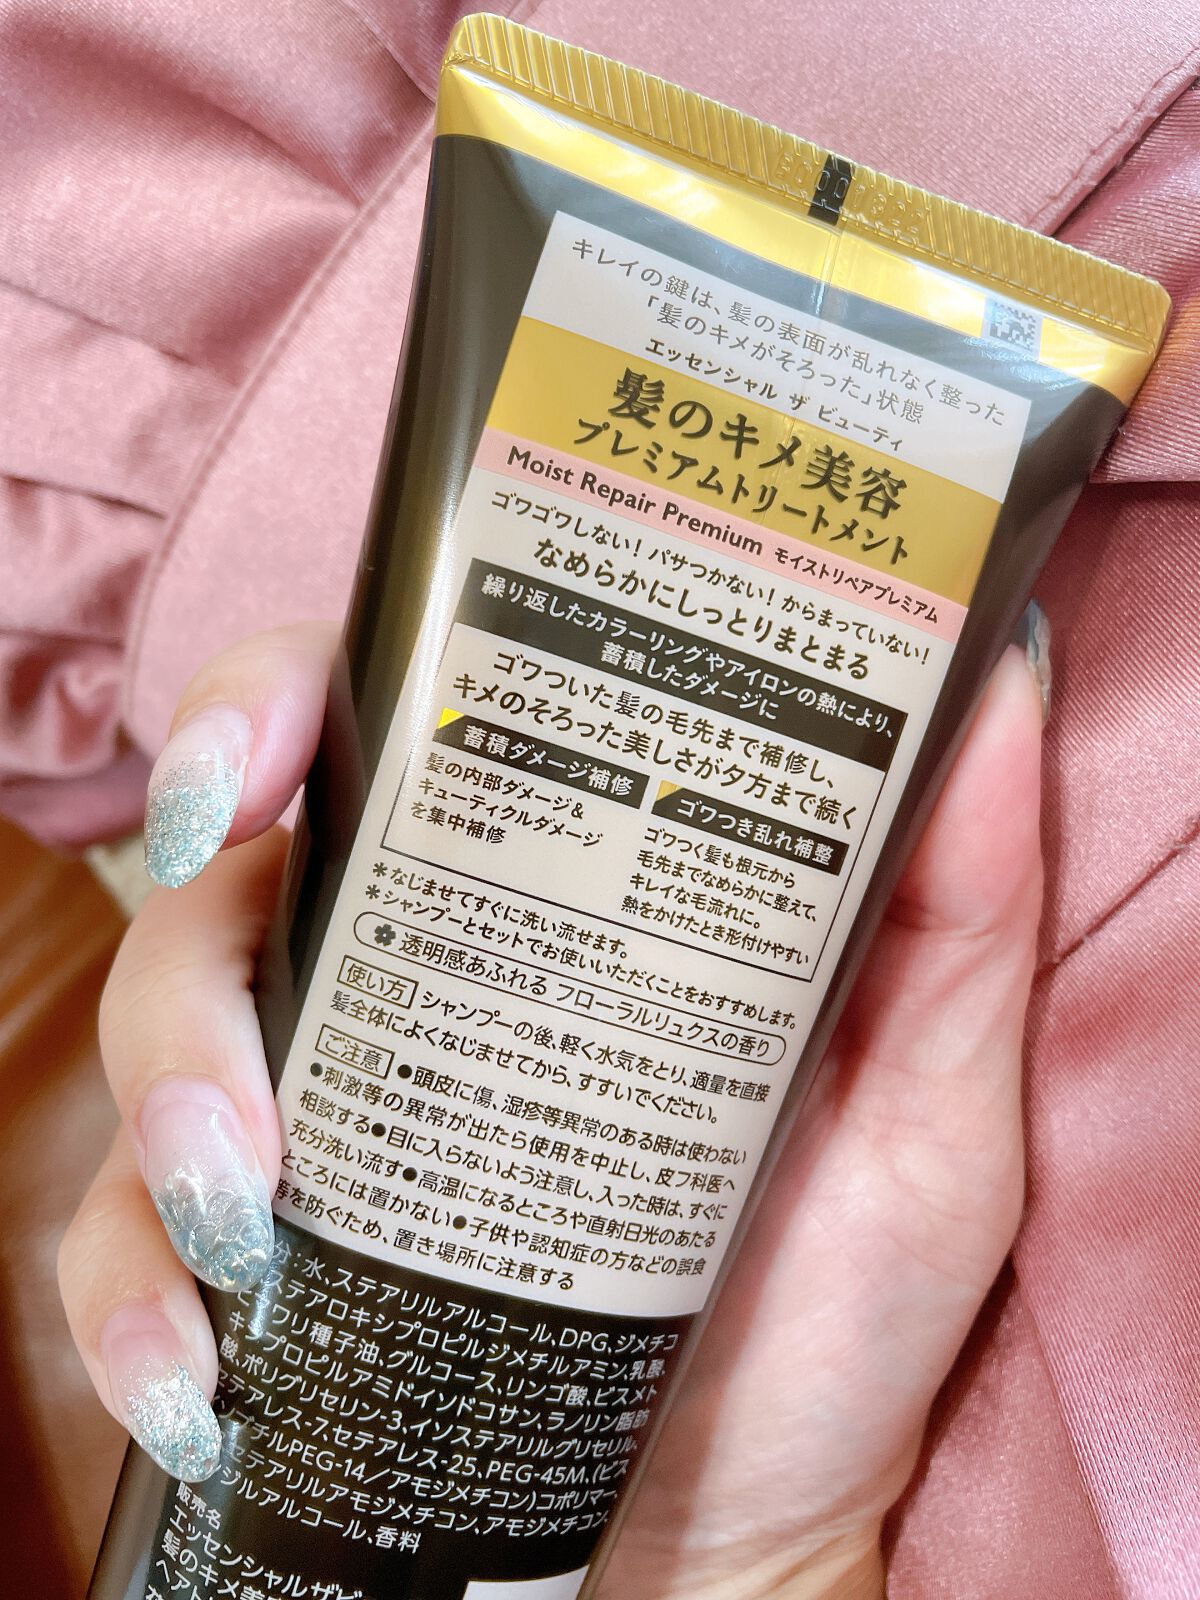 キレイの鍵は、髪の表面が乱れなく整った
「髪のキメがそろった」状態
エッセンシャル ザ ビューティ
髪のキメ美容
プレミアムトリートメント
Moist Repair Premium モイストリペアプレミアム
ゴワゴワしない！パサつかない！からまっていない！
なめらかにしっとりまとまる
繰り返したカラーリングやアイロンの熱により、
蓄積したダメージに
ゴワついた髪の毛先まで補修し、
キメのそろった美しさが夕方まで続く
蓄積ダメージ補修
髪の内部ダメージ&
キューティクルダメージ
を集中補修
ゴワつき乱れ補整
ゴワつく髪も根元から
毛先までなめらかに整えて、
キレイな毛流れに。
熱をかけたとき形付けやすい
*なじませてすぐに洗い流せます。
*シャンプーとセットでお使いいただくことをおすすめします。
透明感あふれる フローラルリュクスの香り
使い方 シャンプーの後、軽く水気をとり、適量を直接
髪全体によくなじませてから、すすいでください。
ご注意 ●頭皮に傷、湿疹等異常のある時は使わない
●刺激等の異常が出たら使用を中止し、皮フ科医へ
相談する●目に入らないよう注意し、入った時は、すぐに
充分洗い流す●高温になるところや直射日光のあたる
ところには置かない●子供や認知症の方などの誤食
等を防ぐため、置き場所に注意する
分:水、ステアリルアルコール、DPG、ジメチコ
ステアロキシプロピルジメチルアミン、乳酸、
ヒマワリ種子油、グルコース、リンゴ酸、ビスメト
キシプロピルアミドイソドコサン、ラノリン脂肪
酸、ポリグリセリン-3、イソステアリルグリセリル、
セテアレス-7、セテアレス-25、PEG-45M、(ビス
イソブチルPEG-14/アモジメチコン)コポリマー、
セテアリルアモジメチコン、アモジメチコン、
ンジルアルコール、香料
販売名
エッセンシャルザビ
髪のキメ美
ヘアト